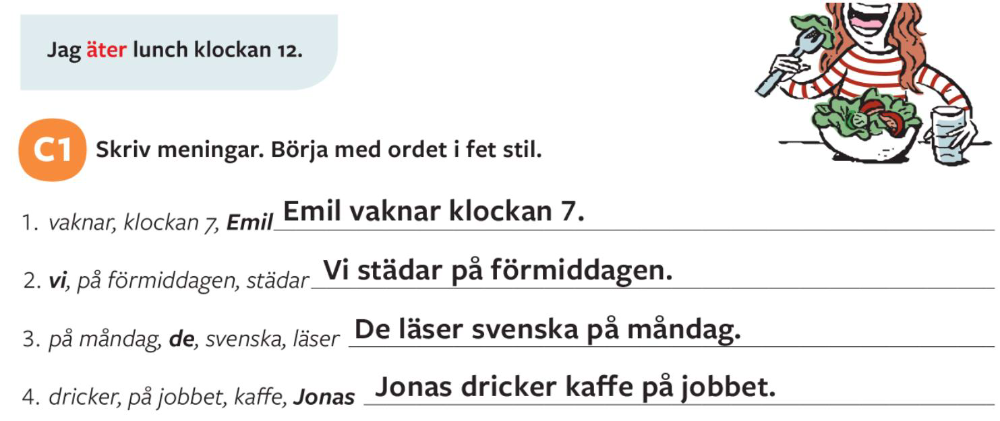 Jag äter lunch klockan 12.
C1 Skriv meningar. Börja med ordet i fet stil.
1. vaknar, klockan 7, Emil Emil vaknar klockan 7.
2. vi, på förmiddagen, städar Vi städar på förmiddagen.
3. på måndag, de, svenska, läser De läser svenska på måndag.
4. dricker, på jobbet, kaffe, Jonas Jonas dricker kaffe på jobbet.